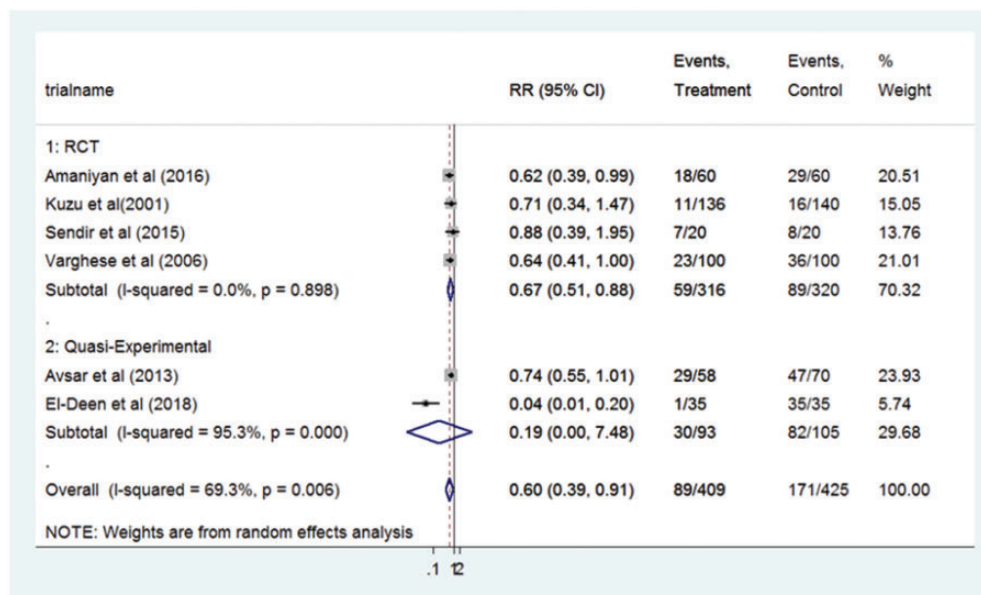 Events, Events, %
trialname RR (95% CI) Treatment Control Weight
1: RCT
Amaniyan et al (2016) 0.62 (0.39, 0.99) 18/60 29/60 20.51
Kuzu et al(2001) 0.71 (0.34, 1.47) 11/136 16/140 15.05
Sendir et al (2015) 0.88 (0.39, 1.95) 7/20 8/20 13.76
Varghese et al (2006) 0.64 (0.41, 1.00) 23/100 36/100 21.01
Subtotal (I-squared = 0.0%, p = 0.898) 0.67 (0.51, 0.88) 59/316 89/320 70.32
.
2: Quasi-Experimental
Avsar et al (2013) 0.74 (0.55, 1.01) 29/58 47/70 23.93
El-Deen et al (2018) 0.04 (0.01, 0.20) 1/35 35/35 5.74
Subtotal (I-squared = 95.3%, p = 0.000) 0.19 (0.00, 7.48) 30/93 82/105 29.68
.
Overall (I-squared = 69.3%, p = 0.006) 0.60 (0.39, 0.91) 89/409 171/425 100.00
NOTE: Weights are from random effects analysis
.1 1 2